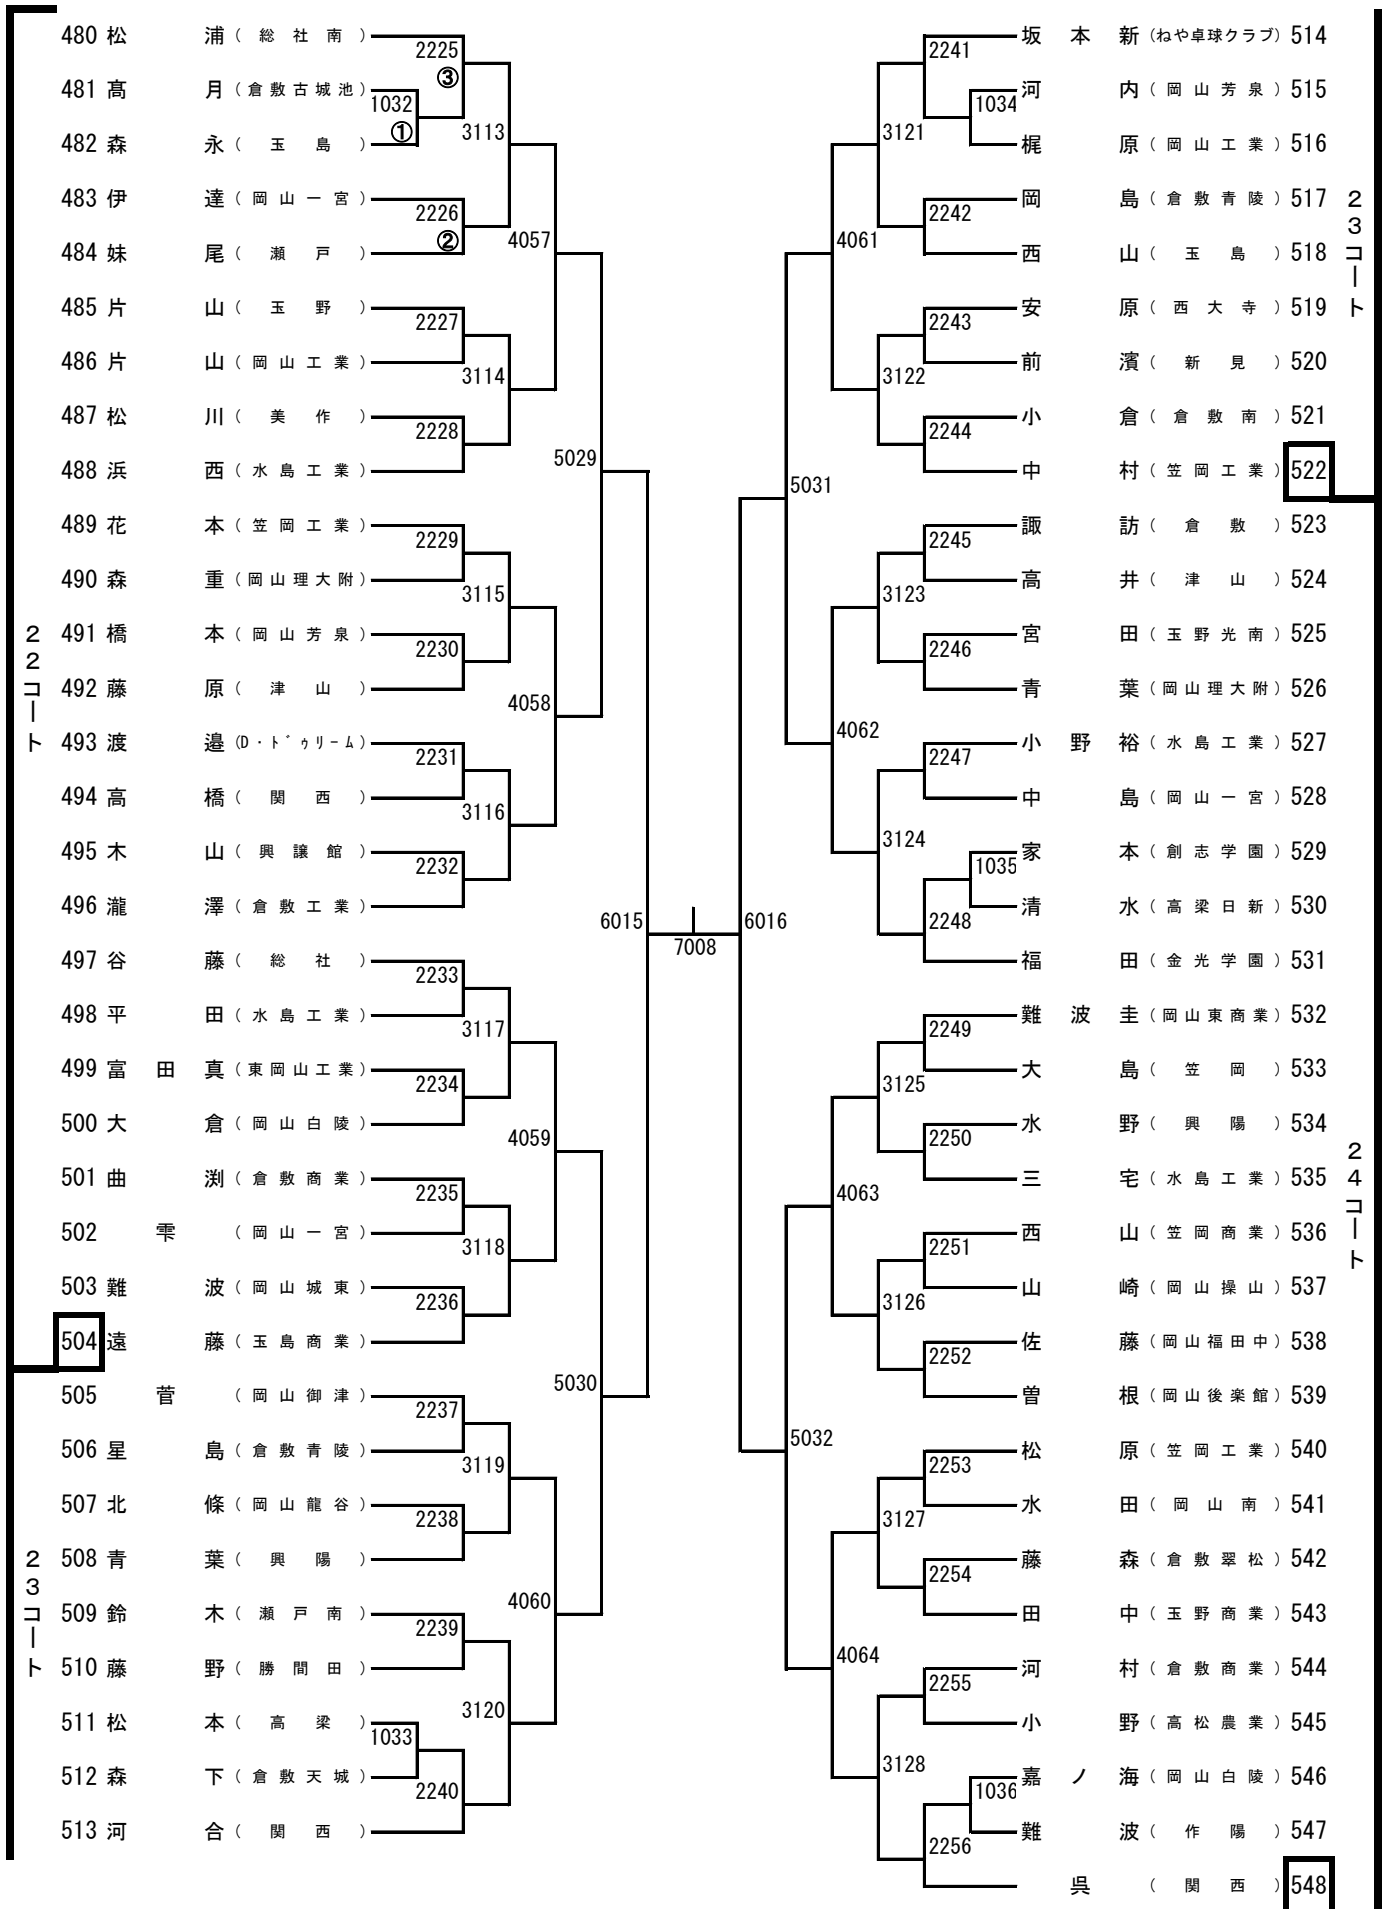 480 松浦 (総社南)
2225
③
481 髙月 (倉敷古城池)
1032
①
3113
482 森永 (玉島)
483 伊達 (岡山一宮)
2226
②
4057
484 妹尾 (瀬戸)
485 片山 (玉野)
2227
486 片山 (岡山工業)
3114
487 松川 (美作)
2228
5029
488 浜西 (水島工業)
489 花本 (笠岡工業)
2229
490 森重 (岡山理大附)
3115
491 橋本 (岡山芳泉)
2230
492 藤原 (津山)
4058
22コート
493 渡邉 (D・ドゥリーム)
2231
494 高橋 (関西)
3116
495 木山 (興譲館)
2232
496 瀧澤 (倉敷工業)
6015
7008
6016
497 谷藤 (総社)
2233
498 平田 (水島工業)
3117
499 富田真 (東岡山工業)
2234
500 大倉 (岡山白陵)
4059
501 曲渕 (倉敷商業)
2235
502 雫 (岡山一宮)
3118
503 難波 (岡山城東)
2236
504 遠藤 (玉島商業)
5030
505 菅 (岡山御津)
2237
506 星島 (倉敷青陵)
3119
507 北條 (岡山龍谷)
2238
508 青葉 (興陽)
23コート
4060
509 鈴木 (瀬戸南)
2239
510 藤野 (勝間田)
3120
511 松本 (高梁)
1033
512 森下 (倉敷天城)
2240
513 河合 (関西)
坂本新 (ねや卓球クラブ) 514
2241
河内 (岡山芳泉) 515
1034
3121
梶原 (岡山工業) 516
岡島 (倉敷青陵) 517
2242
4061
西山 (玉島) 518
23コート
安原 (西大寺) 519
2243
前濱 (新見) 520
3122
小倉 (倉敷南) 521
2244
中村 (笠岡工業) 522
5031
諏訪 (倉敷) 523
2245
高井 (津山) 524
3123
宮田 (玉野光南) 525
2246
青葉 (岡山理大附) 526
4062
小野裕 (水島工業) 527
2247
中島 (岡山一宮) 528
3124
家本 (創志学園) 529
1035
清水 (高梁日新) 530
2248
福田 (金光学園) 531
難波圭 (岡山東商業) 532
2249
大島 (笠岡) 533
3125
水野 (興陽) 534
2250
三宅 (水島工業) 535
4063
24コート
西山 (笠岡商業) 536
2251
山崎 (岡山操山) 537
3126
佐藤 (岡山福田中) 538
2252
曽根 (岡山後楽館) 539
5032
松原 (笠岡工業) 540
2253
水田 (岡山南) 541
3127
藤森 (倉敷翠松) 542
2254
田中 (玉野商業) 543
4064
河村 (倉敷商業) 544
2255
小野 (高松農業) 545
3128
嘉ノ海 (岡山白陵) 546
1036
難波 (作陽) 547
2256
呉 (関西) 548